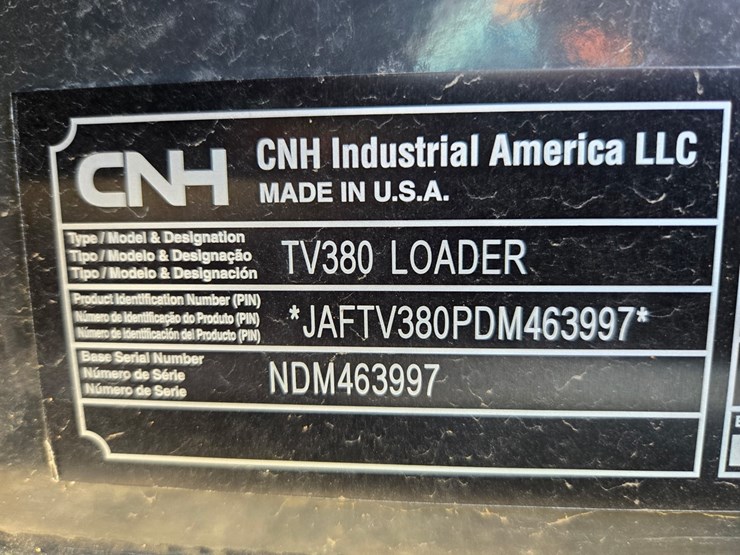 CNH
CNH Industrial America LLC
MADE IN U.S.A.
Type / Model & Designation
Tipo / Modelo & Designação
Tipo / Modelo & Designación
TV380 LOADER
Product Identification Number (PIN)
Número de Identificação do Produto (PIN)
Número de Identificación del Producto (PIN)
*JAFTV380PDM463997*
Base Serial Number
Número de Série
Número de Serie
NDM463997